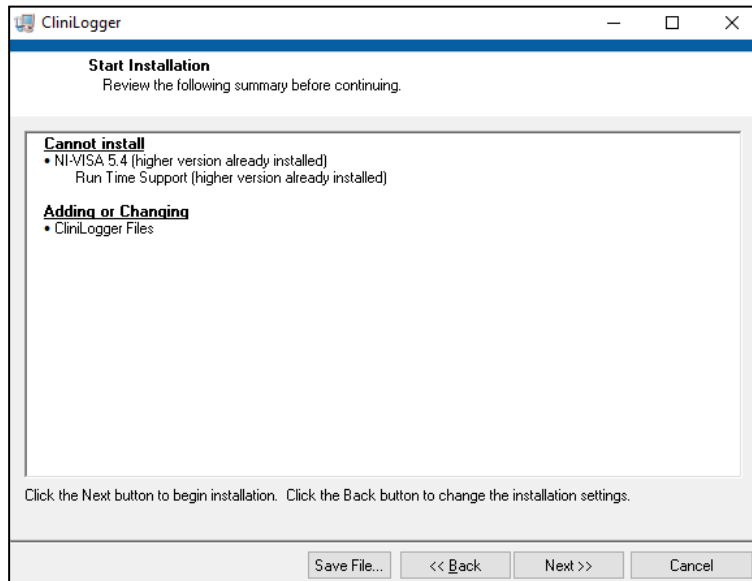 CliniLogger
Start Installation
Review the following summary before continuing.
Cannot install
• NI-VISA 5.4 (higher version already installed)
Run Time Support (higher version already installed)
Adding or Changing
• CliniLogger Files
Click the Next button to begin installation.  Click the Back button to change the installation settings.
Save File... << Back Next >> Cancel